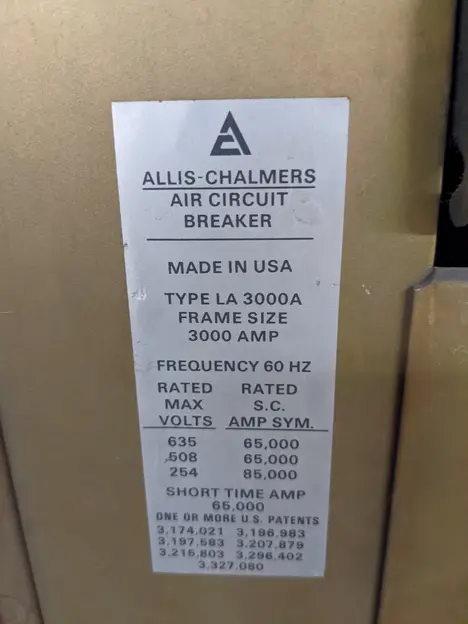 ALLIS-CHALMERS
AIR CIRCUIT
BREAKER
MADE IN USA
TYPE LA 3000A
FRAME SIZE
3000 AMP
FREQUENCY 60 HZ
RATED RATED
MAX S.C.
VOLTS AMP SYM.
635 65,000
508 65,000
254 85,000
SHORT TIME AMP
65,000
ONE OR MORE U.S. PATENTS
3,174,021 3,196,983
3,197,583 3,207,879
3,215,803 3,296,402
3,327,080